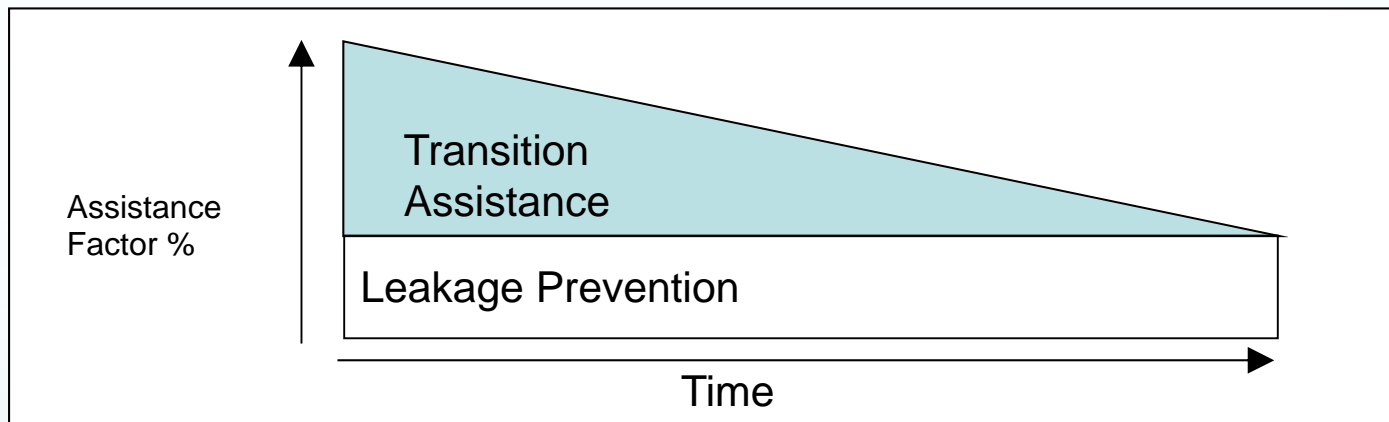 Transition
Assistance
Assistance
Factor %
Leakage Prevention
Time